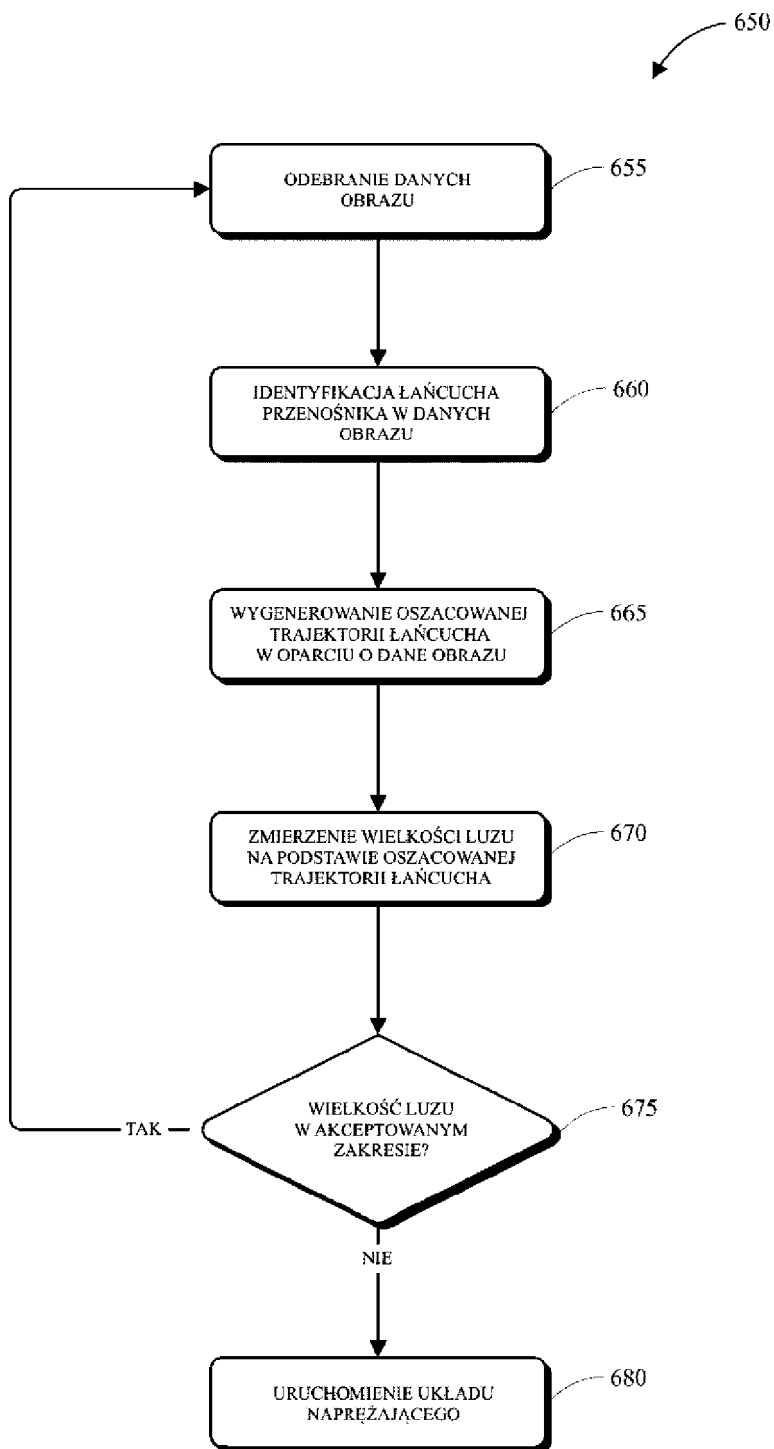 650
ODEBRANIE DANYCH
OBRAZU
655
IDENTYFIKACJA ŁAŃCUCHA
PRZENOŚNIKA W DANYCH
OBRAZU
660
WYGENEROWANIE OSZACOWANEJ
TRAJEKTORII ŁAŃCUCHA
W OPARCIU O DANE OBRAZU
665
ZMIERZENIE WIELKOŚCI LUZU
NA PODSTAWIE OSZACOWANEJ
TRAJEKTORII ŁAŃCUCHA
670
WIELKOŚĆ LUZU
W AKCEPTOWANYM
ZAKRESIE?
675
TAK
NIE
URUCHOMIENIE UKŁADU
NAPRĘŻAJĄCEGO
680